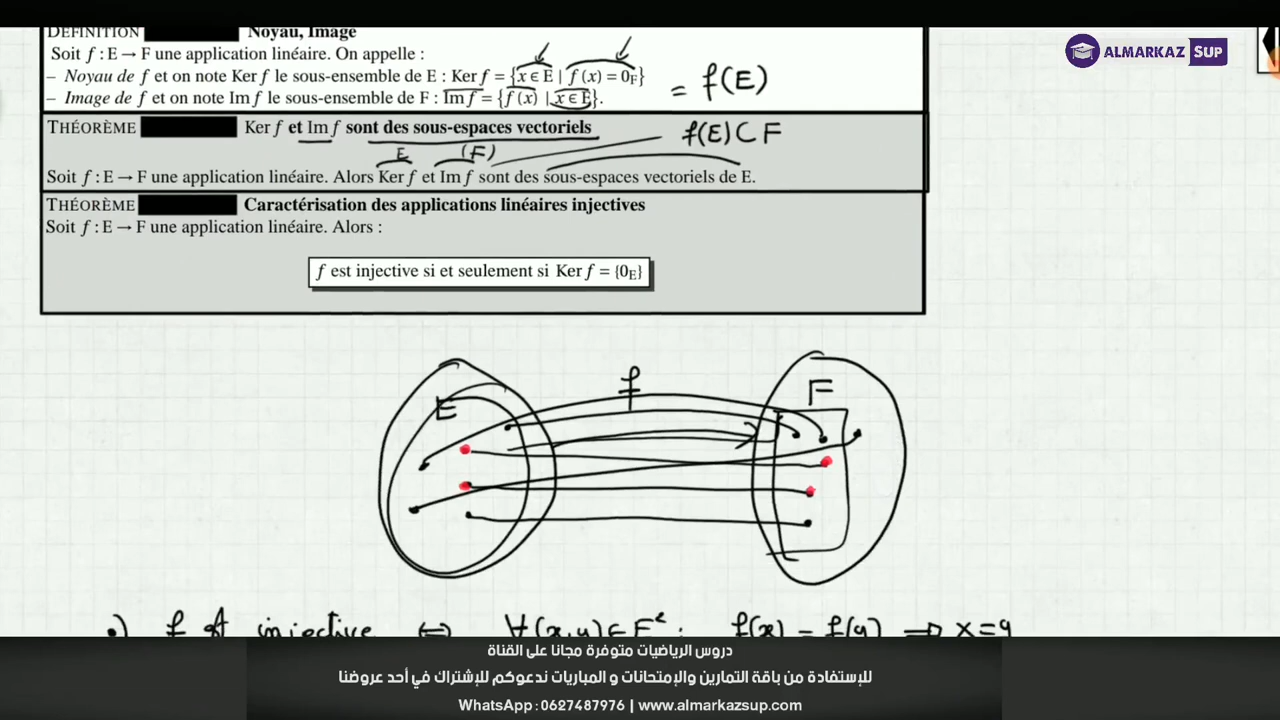 DÉFINITION Noyau, Image
ALMARKAZ SUP
Soit f : E → F une application linéaire. On appelle :
– Noyau de f et on note Ker f le sous-ensemble de E : Ker f = {x ∈ E | f(x) = 0F}
– Image de f et on note Im f le sous-ensemble de F : Im f = {f(x) | x ∈ E}.
= f(E)
THÉORÈME Ker f et Im f sont des sous-espaces vectoriels
f(E) ⊂ F
E (F)
Soit f : E → F une application linéaire. Alors Ker f et Im f sont des sous-espaces vectoriels de E.
THÉORÈME Caractérisation des applications linéaires injectives
Soit f : E → F une application linéaire. Alors :
f est injective si et seulement si Ker f = {0E}
f
E F
•) f st injective ⇔ ∀(x,y) ∈ E² : f(x) = f(y) ⇒ x=y
دروس الرياضيات متوفرة مجانا على القناة
للإستفادة من باقة التمارين والإمتحانات و المباريات ندعوكم للإشتراك في أحد عروضنا
WhatsApp : 0627487976 | www.almarkazsup.com